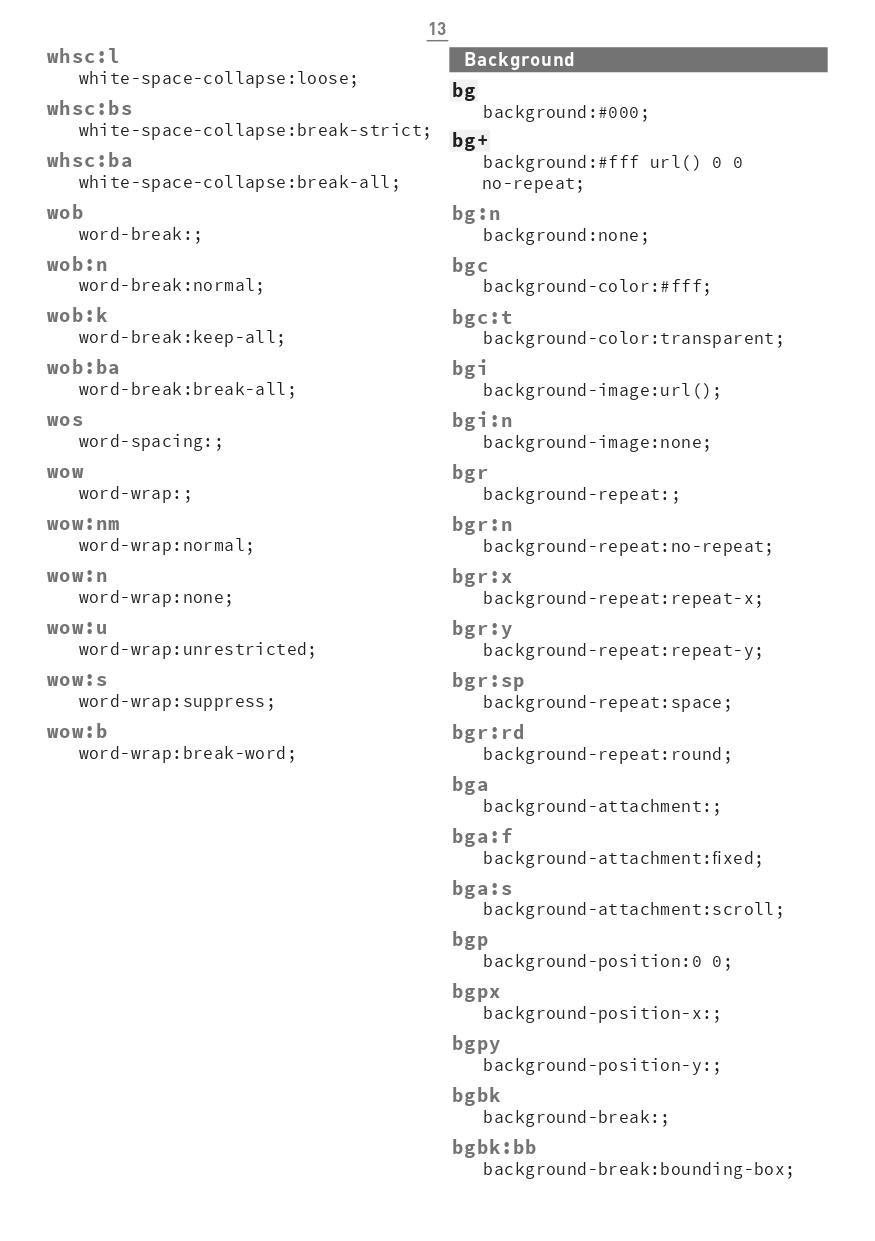 13
whsc:l
white-space-collapse:loose;
whsc:bs
white-space-collapse:break-strict;
whsc:ba
white-space-collapse:break-all;
wob
word-break:;
wob:n
word-break:normal;
wob:k
word-break:keep-all;
wob:ba
word-break:break-all;
wos
word-spacing:;
wow
word-wrap:;
wow:nm
word-wrap:normal;
wow:n
word-wrap:none;
wow:u
word-wrap:unrestricted;
wow:s
word-wrap:suppress;
wow:b
word-wrap:break-word;
Background
bg
background:#000;
bg+
background:#fff url() 0 0
no-repeat;
bg:n
background:none;
bgc
background-color:#fff;
bgc:t
background-color:transparent;
bgi
background-image:url();
bgi:n
background-image:none;
bgr
background-repeat:;
bgr:n
background-repeat:no-repeat;
bgr:x
background-repeat:repeat-x;
bgr:y
background-repeat:repeat-y;
bgr:sp
background-repeat:space;
bgr:rd
background-repeat:round;
bga
background-attachment:;
bga:f
background-attachment:fixed;
bga:s
background-attachment:scroll;
bgp
background-position:0 0;
bgpx
background-position-x:;
bgpy
background-position-y:;
bgbk
background-break:;
bgbk:bb
background-break:bounding-box;